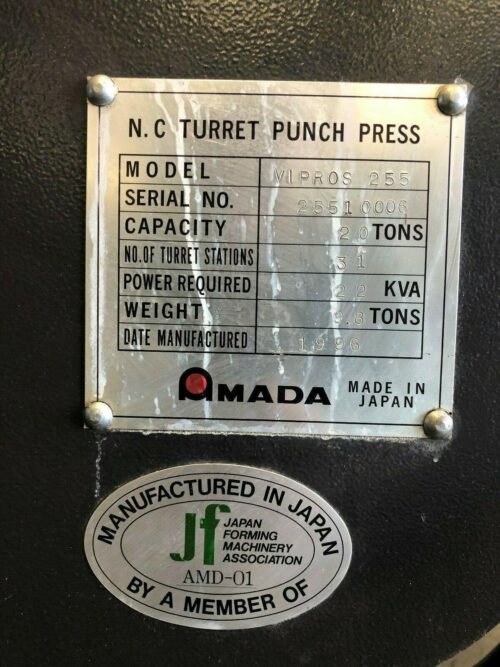 N.C TURRET PUNCH PRESS
MODEL VIPROS 255
SERIAL NO. 25510006
CAPACITY 20 TONS
NO. OF TURRET STATIONS 31
POWER REQUIRED 22 KVA
WEIGHT 9.8 TONS
DATE MANUFACTURED 1996
AMADA MADE IN
JAPAN
MANUFACTURED IN JAPAN
Jf JAPAN
FORMING
MACHINERY
ASSOCIATION
AMD-01
BY A MEMBER OF